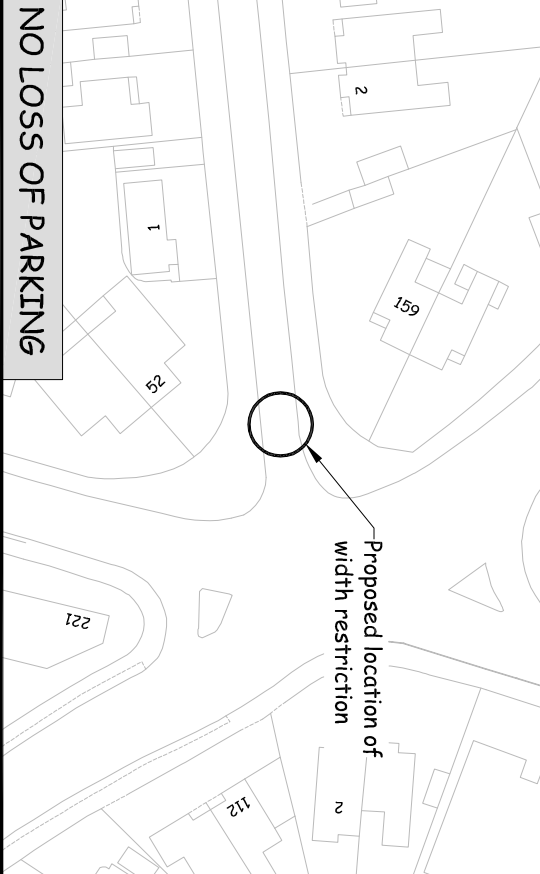 NO LOSS OF PARKING
2
1
159
52
Proposed location of
width restriction
221
112
2